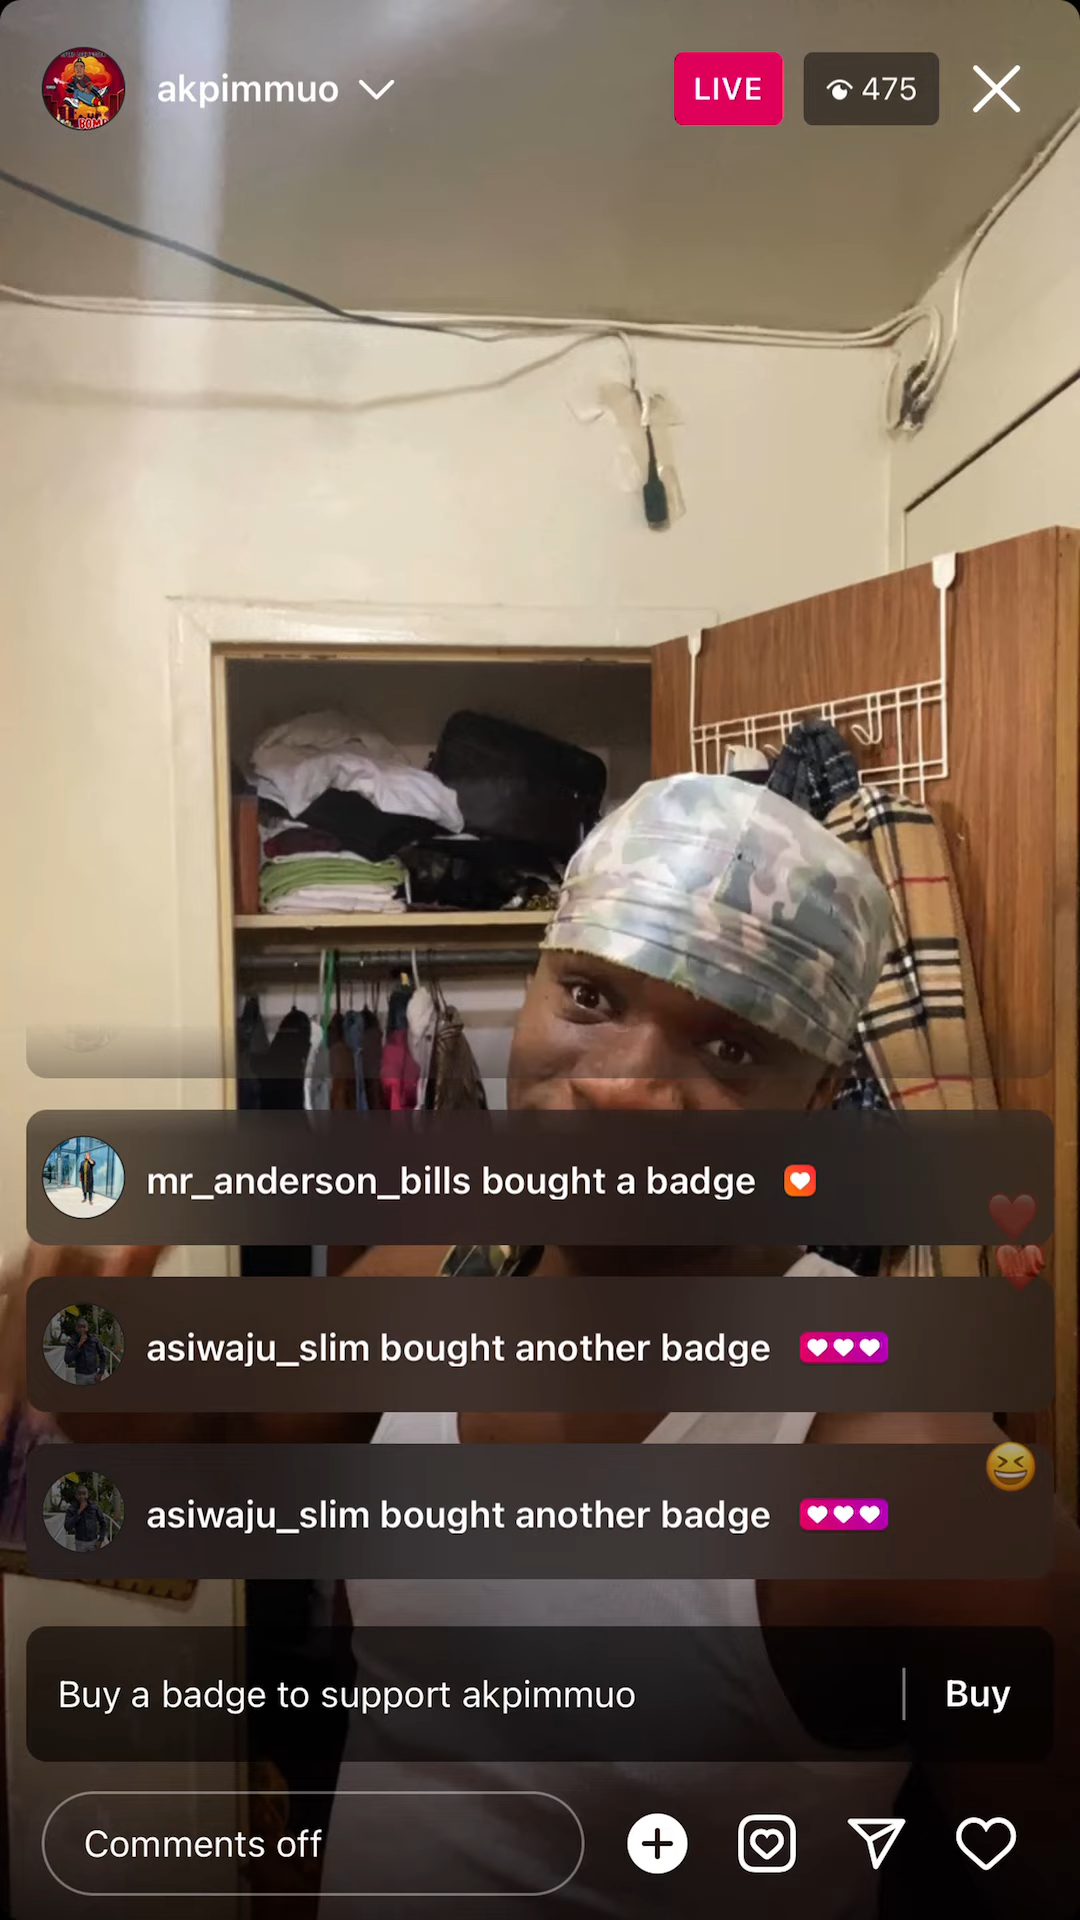 akpimmuo
LIVE
475
BOMB
mr_anderson_bills bought a badge
asiwaju_slim bought another badge
asiwaju_slim bought another badge
Buy a badge to support akpimmuo
Buy
Comments off